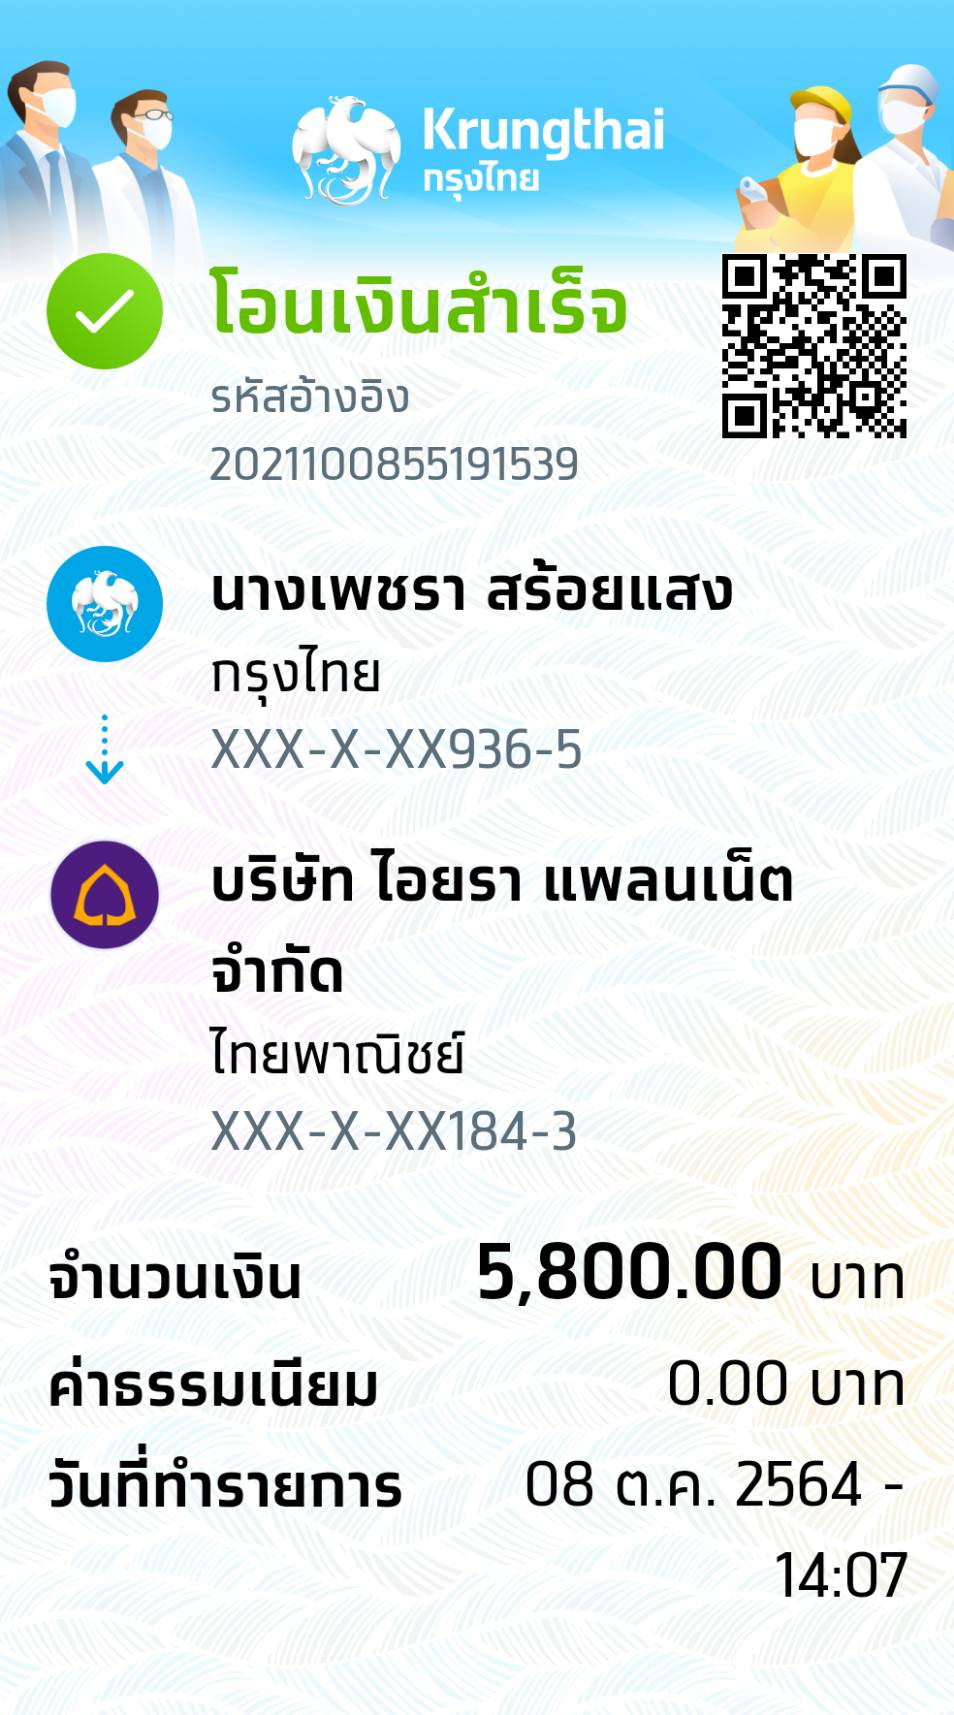 Krungthai
กรุงไทย
โอนเงินสำเร็จ
รหัสอ้างอิง
2021100855191539
นางเพชรา สร้อยแสง
กรุงไทย
XXX-X-XX936-5
บริษัท ไอยรา แพลนเน็ต
จำกัด
ไทยพาณิชย์
XXX-X-XX184-3
จำนวนเงิน 5,800.00 บาท
ค่าธรรมเนียม 0.00 บาท
วันที่ทำรายการ 08 ต.ค. 2564 -
14:07